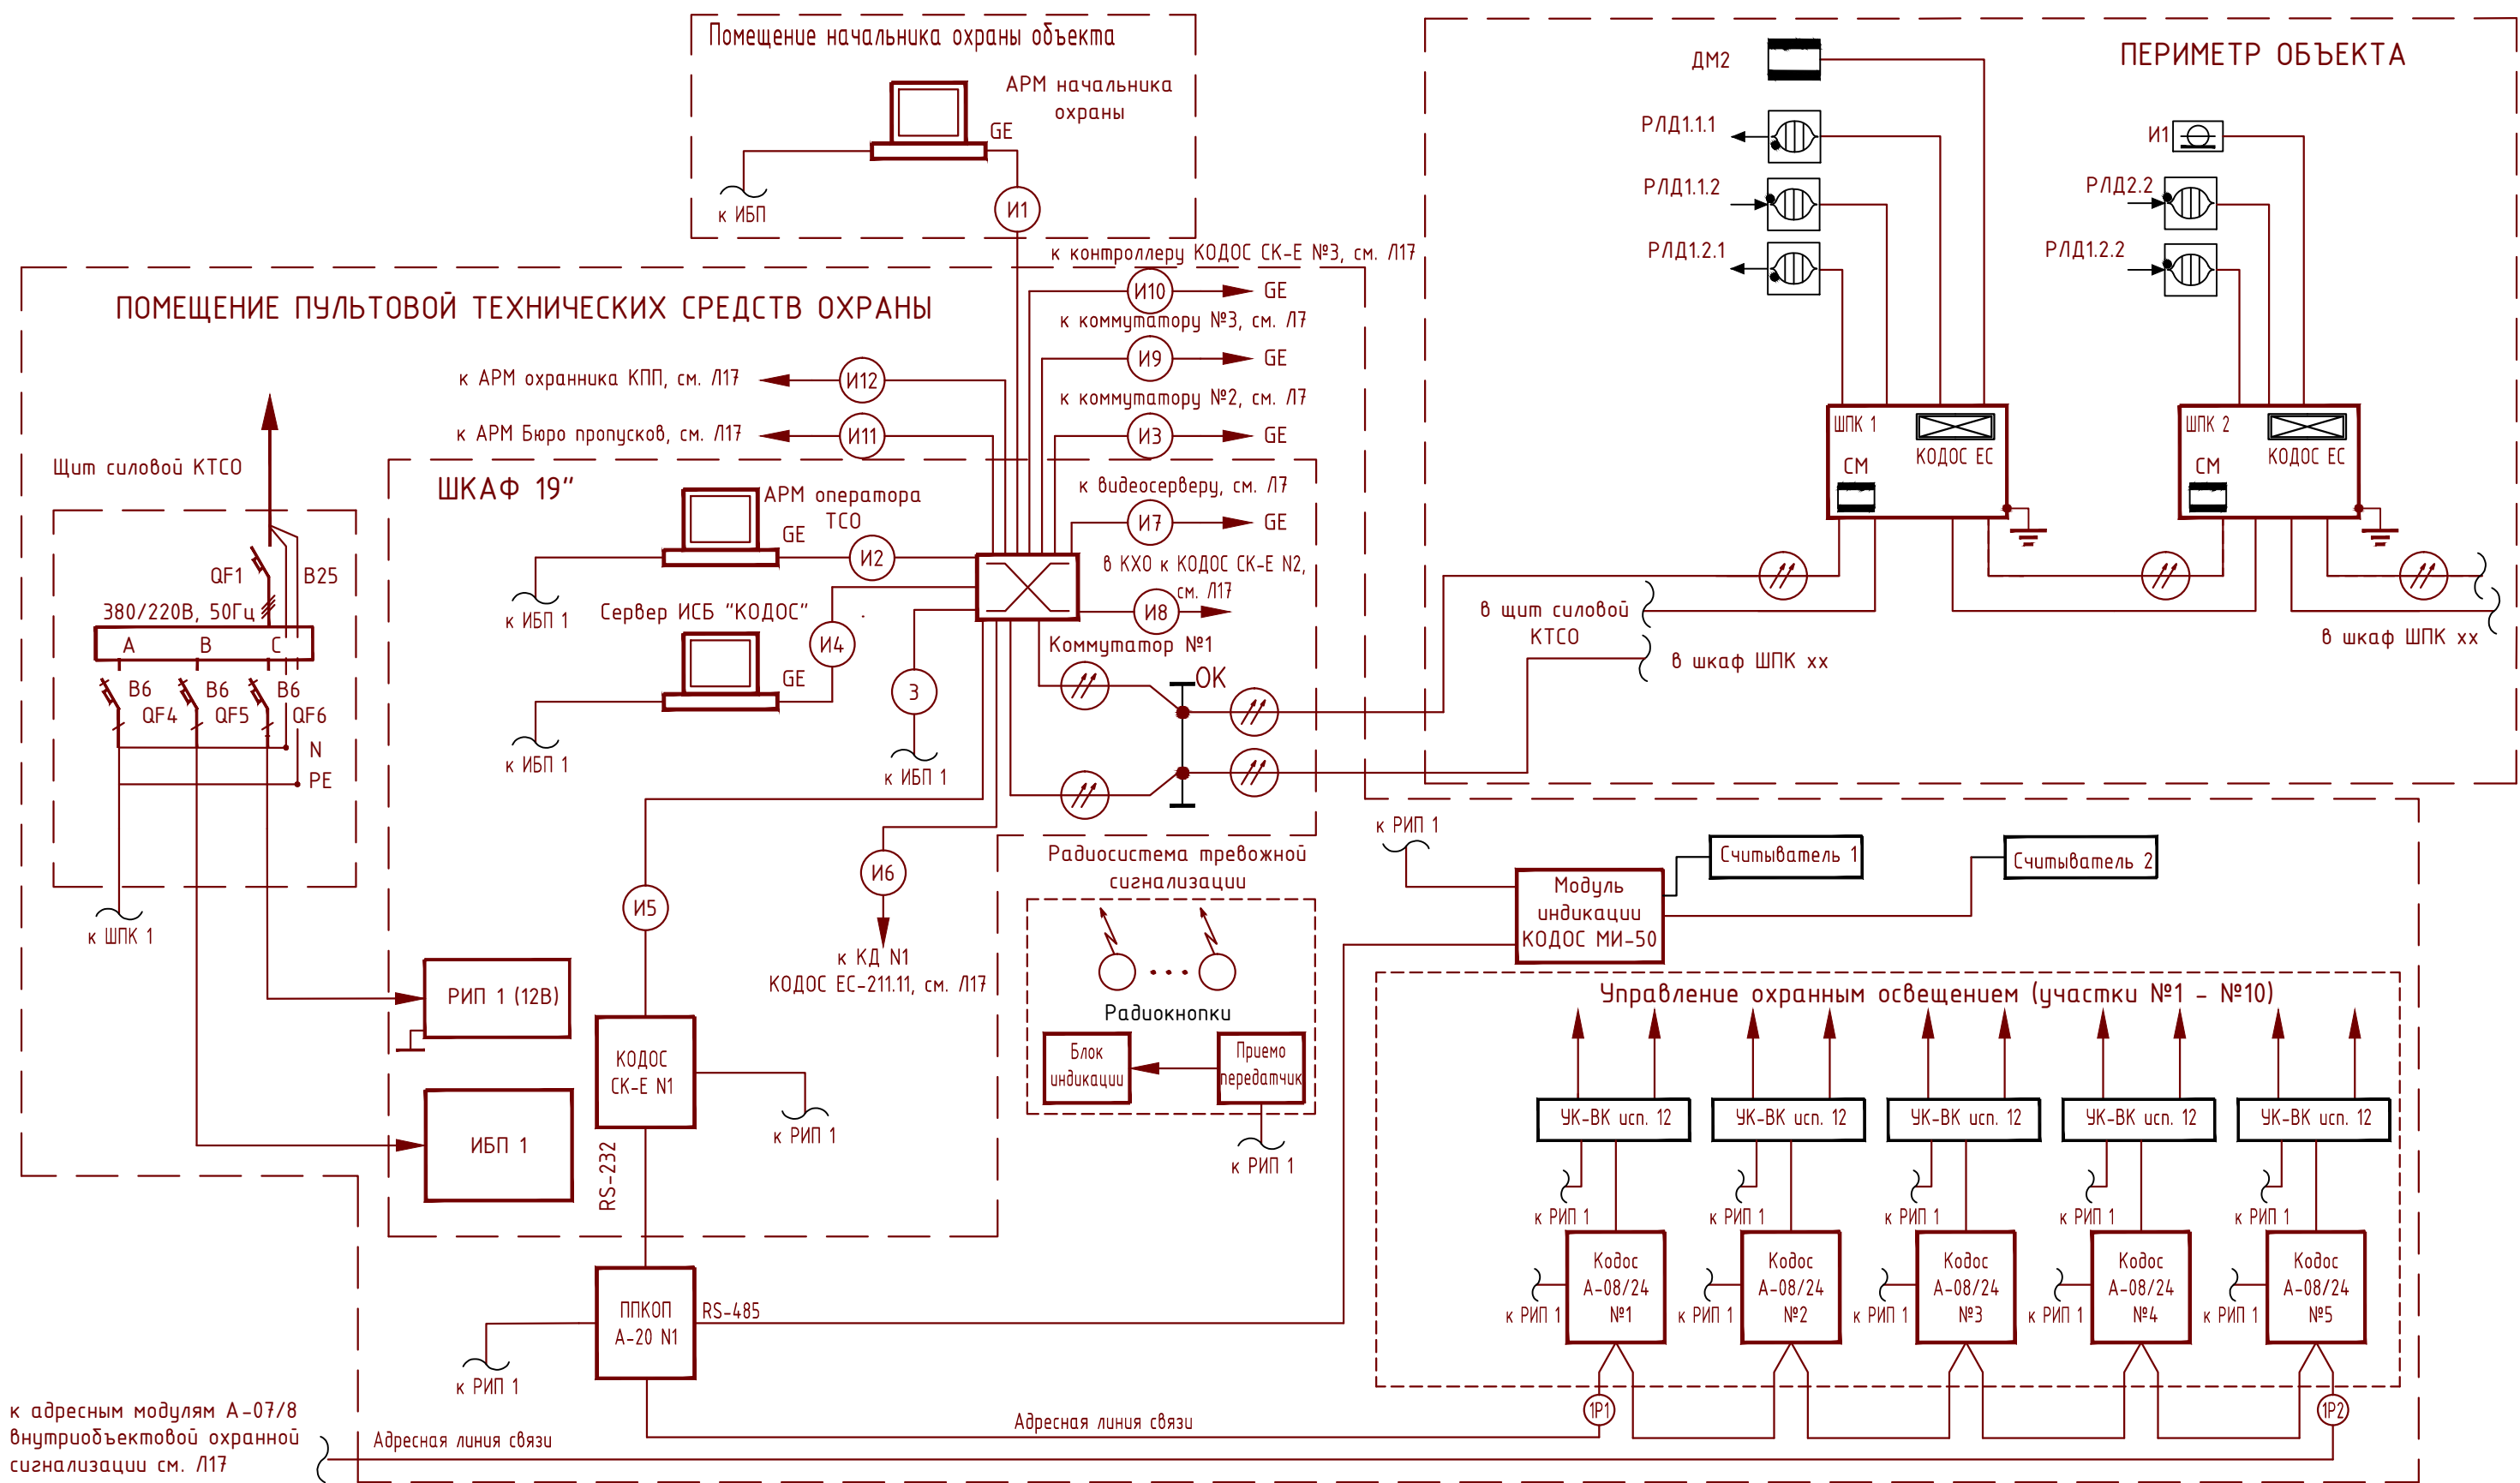 Помещение начальника охраны объекта
АРМ начальника
охраны
GE
к ИБП
И1
ПЕРИМЕТР ОБЪЕКТА
ДМ2
РЛД1.1.1
РЛД1.1.2
РЛД1.2.1
И1
РЛД2.2
РЛД1.2.2
ШПК 1
КОДОС ЕС
СМ
ШПК 2
КОДОС ЕС
СМ
в щит силовой
КТСО
в шкаф ШПК хх
в шкаф ШПК хх
ПОМЕЩЕНИЕ ПУЛЬТОВОЙ ТЕХНИЧЕСКИХ СРЕДСТВ ОХРАНЫ
к контроллеру КОДОС СК-Е №3, см. Л17
И10
GE
к коммутатору №3, см. Л7
И9
GE
к АРМ охранника КПП, см. Л17
И12
к коммутатору №2, см. Л7
И3
GE
к АРМ Бюро пропусков, см. Л17
И11
к видеосерверу, см. Л7
И7
GE
в КХО к КОДОС СК-Е N2,
см. Л17
И8
Коммутатор №1
ОК
Щит силовой КТСО
QF1
В25
380/220В, 50Гц
А
В
С
В6
QF4
В6
QF5
В6
QF6
N
PE
к ШПК 1
ШКАФ 19"
АРМ оператора
ТСО
GE
И2
к ИБП 1
Сервер ИСБ "КОДОС"
И4
GE
к ИБП 1
3
к ИБП 1
И5
И6
к КД N1
КОДОС ЕС-211.11, см. Л17
РИП 1 (12В)
ИБП 1
КОДОС
СК-Е N1
к РИП 1
RS-232
ППКОП
А-20 N1
RS-485
к РИП 1
Радиосистема тревожной
сигнализации
Радиокнопки
Блок
индикации
Приемо
передатчик
к РИП 1
к РИП 1
Модуль
индикации
КОДОС МИ-50
Считыватель 1
Считыватель 2
Управление охранным освещением (участки №1 - №10)
УК-ВК исп. 12
УК-ВК исп. 12
УК-ВК исп. 12
УК-ВК исп. 12
УК-ВК исп. 12
к РИП 1
к РИП 1
к РИП 1
к РИП 1
к РИП 1
Кодос
А-08/24
№1
Кодос
А-08/24
№2
Кодос
А-08/24
№3
Кодос
А-08/24
№4
Кодос
А-08/24
№5
к РИП 1
к РИП 1
к РИП 1
к РИП 1
к РИП 1
1Р1
1Р2
Адресная линия связи
Адресная линия связи
к адресным модулям А-07/8
внутриобъектовой охранной
сигнализации см. Л17